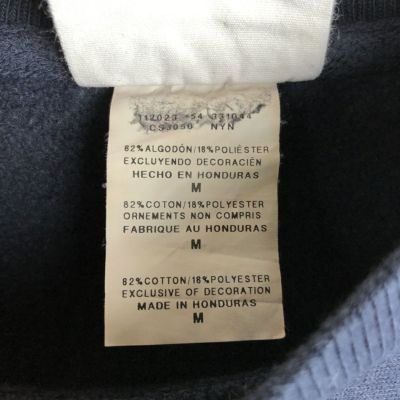 112023 *54 331044
CS3050 NYN
82%ALGODÓN/18%POLIÉSTER
EXCLUYENDO DECORACIÉN
HECHO EN HONDURAS
M
82%COTON/18%POLYESTER
ORNEMENTS NON COMPRIS
FABRIQUE AU HONDURAS
M
82%COTTON/18%POLYESTER
EXCLUSIVE OF DECORATION
MADE IN HONDURAS
M